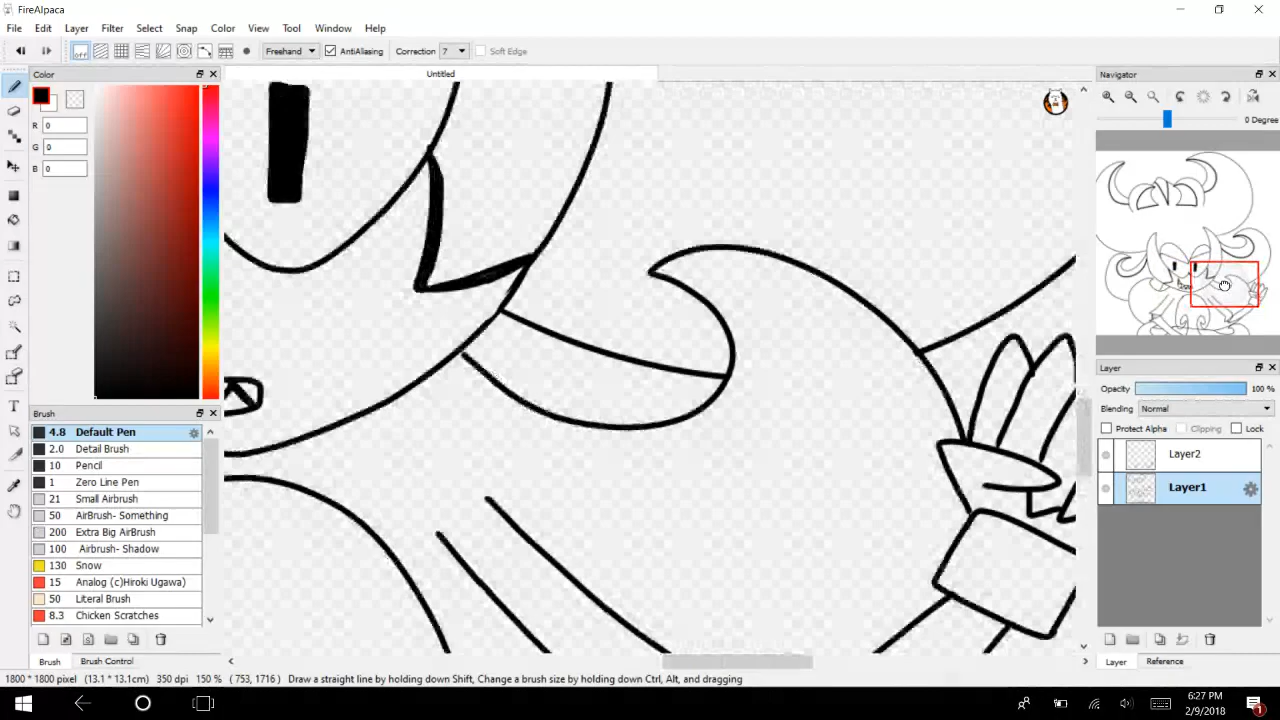 FireAlpaca
File Edit Layer Filter Select Snap Color View Tool Window Help
off Freehand AntiAliasing Correction 7 Soft Edge
Color
Untitled
Navigator
R 0
G 0
B 0
0 Degree
Brush
4.8 Default Pen
2.0 Detail Brush
10 Pencil
1 Zero Line Pen
21 Small Airbrush
50 AirBrush- Something
200 Extra Big AirBrush
100 Airbrush- Shadow
130 Snow
15 Analog (c)Hiroki Ugawa)
50 Literal Brush
8.3 Chicken Scratches
Layer
Opacity 100 %
Blending Normal
Protect Alpha Clipping Lock
Layer2
Layer1
Brush Brush Control
Layer Reference
1800 * 1800 pixel (13.1 * 13.1cm) 350 dpi 150 % ( 753, 1716 ) Draw a straight line by holding down Shift, Change a brush size by holding down Ctrl, Alt, and dragging
6:27 PM
2/9/2018
1